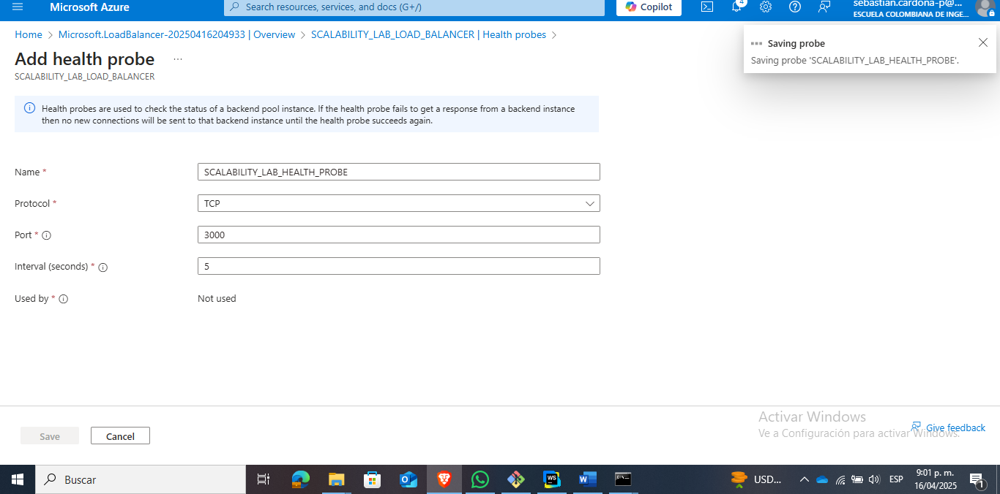 Microsoft Azure
Search resources, services, and docs (G+/)
Copilot
4
sebastian.cardona-p@...
ESCUELA COLOMBIANA DE INGE...
Home > Microsoft.LoadBalancer-20250416204933 | Overview > SCALABILITY_LAB_LOAD_BALANCER | Health probes >
Add health probe ...
SCALABILITY_LAB_LOAD_BALANCER
Saving probe
Saving probe 'SCALABILITY_LAB_HEALTH_PROBE'.
Health probes are used to check the status of a backend pool instance. If the health probe fails to get a response from a backend instance
then no new connections will be sent to that backend instance until the health probe succeeds again.
Name *
SCALABILITY_LAB_HEALTH_PROBE
Protocol *
TCP
Port *
3000
Interval (seconds) *
5
Used by *
Not used
Save
Cancel
Activar Windows
Ve a Configuración para activar Windows.
Give feedback
Buscar
WS
USD...
ESP
9:01 p. m.
16/04/2025
1